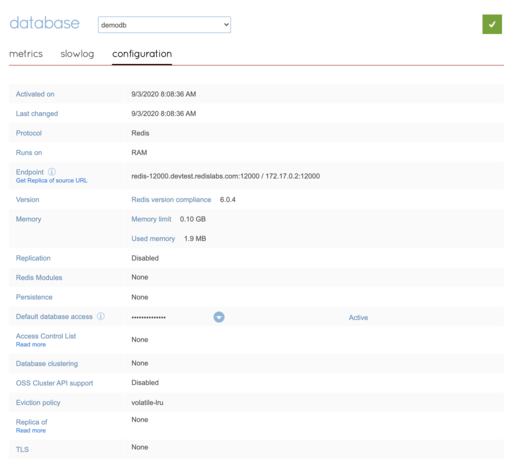 database demodb
metrics slowlog configuration
Activated on 9/3/2020 8:08:36 AM
Last changed 9/3/2020 8:08:36 AM
Protocol Redis
Runs on RAM
Endpoint
Get Replica of source URL
redis-12000.devtest.redislabs.com:12000 / 172.17.0.2:12000
Version Redis version compliance 6.0.4
Memory Memory limit 0.10 GB
Used memory 1.9 MB
Replication Disabled
Redis Modules None
Persistence None
Default database access •••••••••••••• Active
Access Control List
Read more
None
Database clustering None
OSS Cluster API support Disabled
Eviction policy volatile-lru
Replica of None
Read more
TLS None